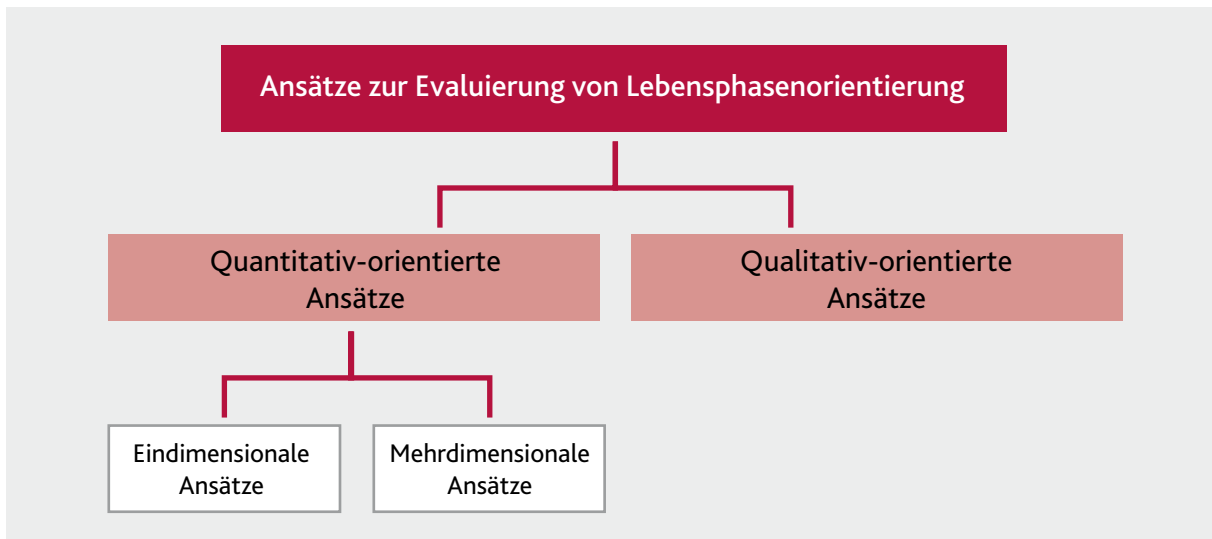 Ansätze zur Evaluierung von Lebensphasenorientierung
Quantitativ-orientierte
Ansätze
Qualitativ-orientierte
Ansätze
Eindimensionale
Ansätze
Mehrdimensionale
Ansätze